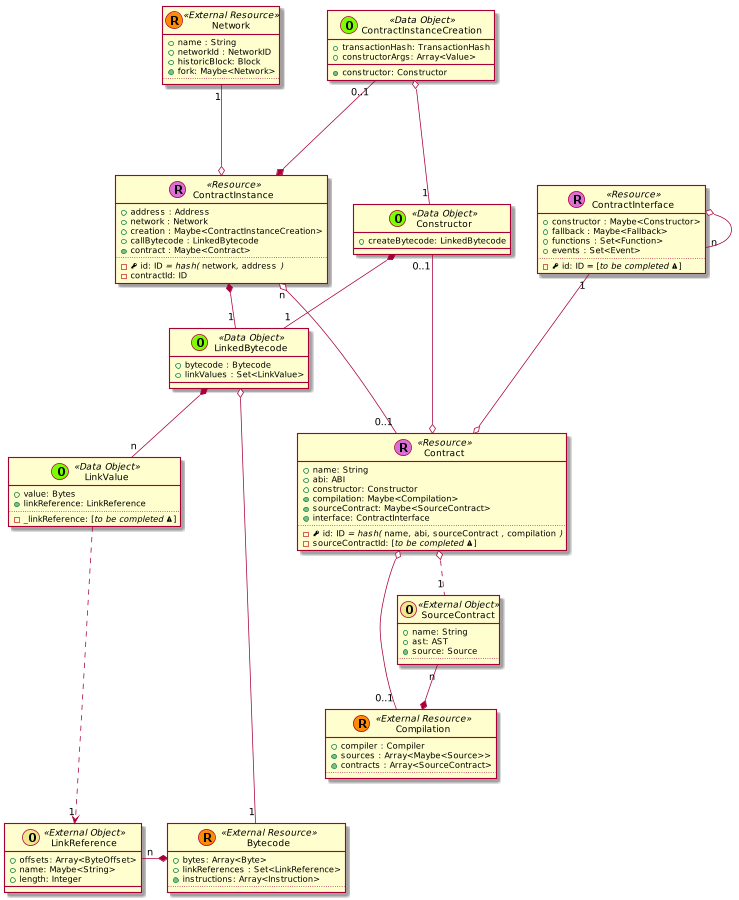 R «External Resource»
Network
name : String
networkId : NetworkID
historicBlock : Block
fork: Maybe<Network>
O «Data Object»
ContractInstanceCreation
transactionHash: TransactionHash
constructorArgs: Array<Value>
constructor: Constructor
1
0..1
1
R «Resource»
ContractInstance
address : Address
network : Network
creation : Maybe<ContractInstanceCreation>
callBytecode : LinkedBytecode
contract : Maybe<Contract>
id: ID = hash( network, address )
contractId: ID
O «Data Object»
Constructor
createBytecode: LinkedBytecode
R «Resource»
ContractInterface
constructor : Maybe<Constructor>
fallback : Maybe<Fallback>
functions : Set<Function>
events : Set<Event>
id: ID = [to be completed ▲]
n
n
0..1
1
1
1
O «Data Object»
LinkedBytecode
bytecode : Bytecode
linkValues : Set<LinkValue>
0..1
n
R «Resource»
Contract
name: String
abi: ABI
constructor: Constructor
compilation: Maybe<Compilation>
sourceContract: Maybe<SourceContract>
interface: ContractInterface
id: ID = hash( name, abi, sourceContract , compilation )
sourceContractId: [to be completed ▲]
O «Data Object»
LinkValue
value: Bytes
linkReference: LinkReference
_linkReference: [to be completed ▲]
1
O «External Object»
SourceContract
name: String
ast: AST
source: Source
n
0..1
R «External Resource»
Compilation
compiler : Compiler
sources : Array<Maybe<Source>>
contracts : Array<SourceContract>
1
1
O «External Object»
LinkReference
offsets: Array<ByteOffset>
name: Maybe<String>
length: Integer
n
R «External Resource»
Bytecode
bytes: Array<Byte>
linkReferences : Set<LinkReference>
instructions: Array<Instruction>